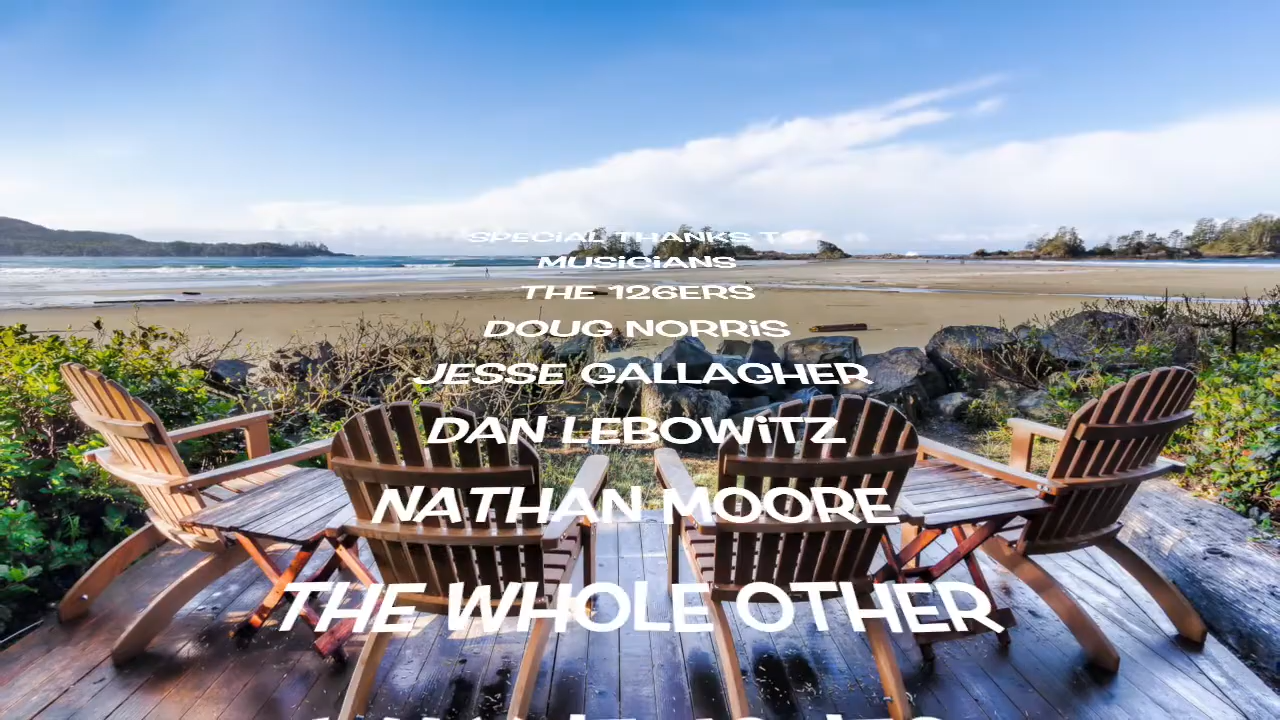 SPECiAL THANKS T
MUSiCiANS
THE 126ERS
DOUG NORRiS
JESSE GALLAGHER
DAN LEBOWiTZ
NATHAN MOORE
THE WHOLE OTHER